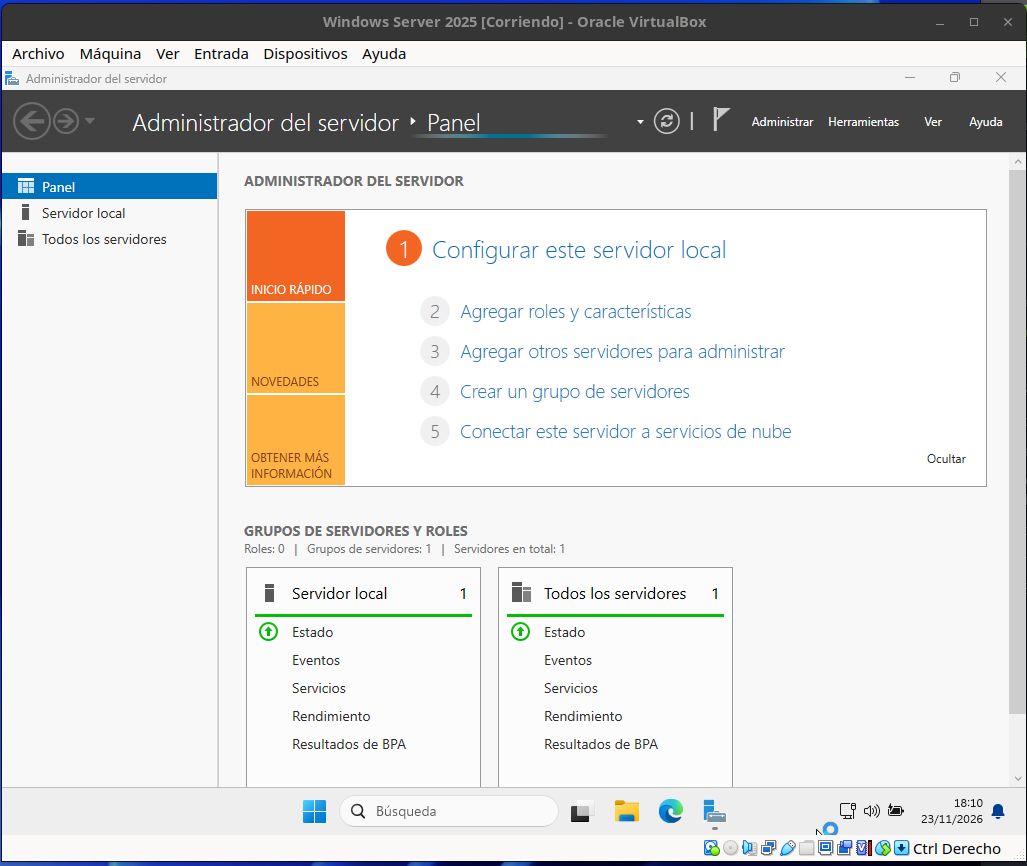 Windows Server 2025 [Corriendo] - Oracle VirtualBox
Archivo Máquina Ver Entrada Dispositivos Ayuda
Administrador del servidor
Administrador del servidor Panel
Administrar Herramientas Ver Ayuda
Panel
Servidor local
Todos los servidores
ADMINISTRADOR DEL SERVIDOR
INICIO RÁPIDO
NOVEDADES
OBTENER MÁS
INFORMACIÓN
1 Configurar este servidor local
2 Agregar roles y características
3 Agregar otros servidores para administrar
4 Crear un grupo de servidores
5 Conectar este servidor a servicios de nube
Ocultar
GRUPOS DE SERVIDORES Y ROLES
Roles: 0 | Grupos de servidores: 1 | Servidores en total: 1
Servidor local 1
Estado
Eventos
Servicios
Rendimiento
Resultados de BPA
Todos los servidores 1
Estado
Eventos
Servicios
Rendimiento
Resultados de BPA
Búsqueda
18:10
23/11/2026
Ctrl Derecho